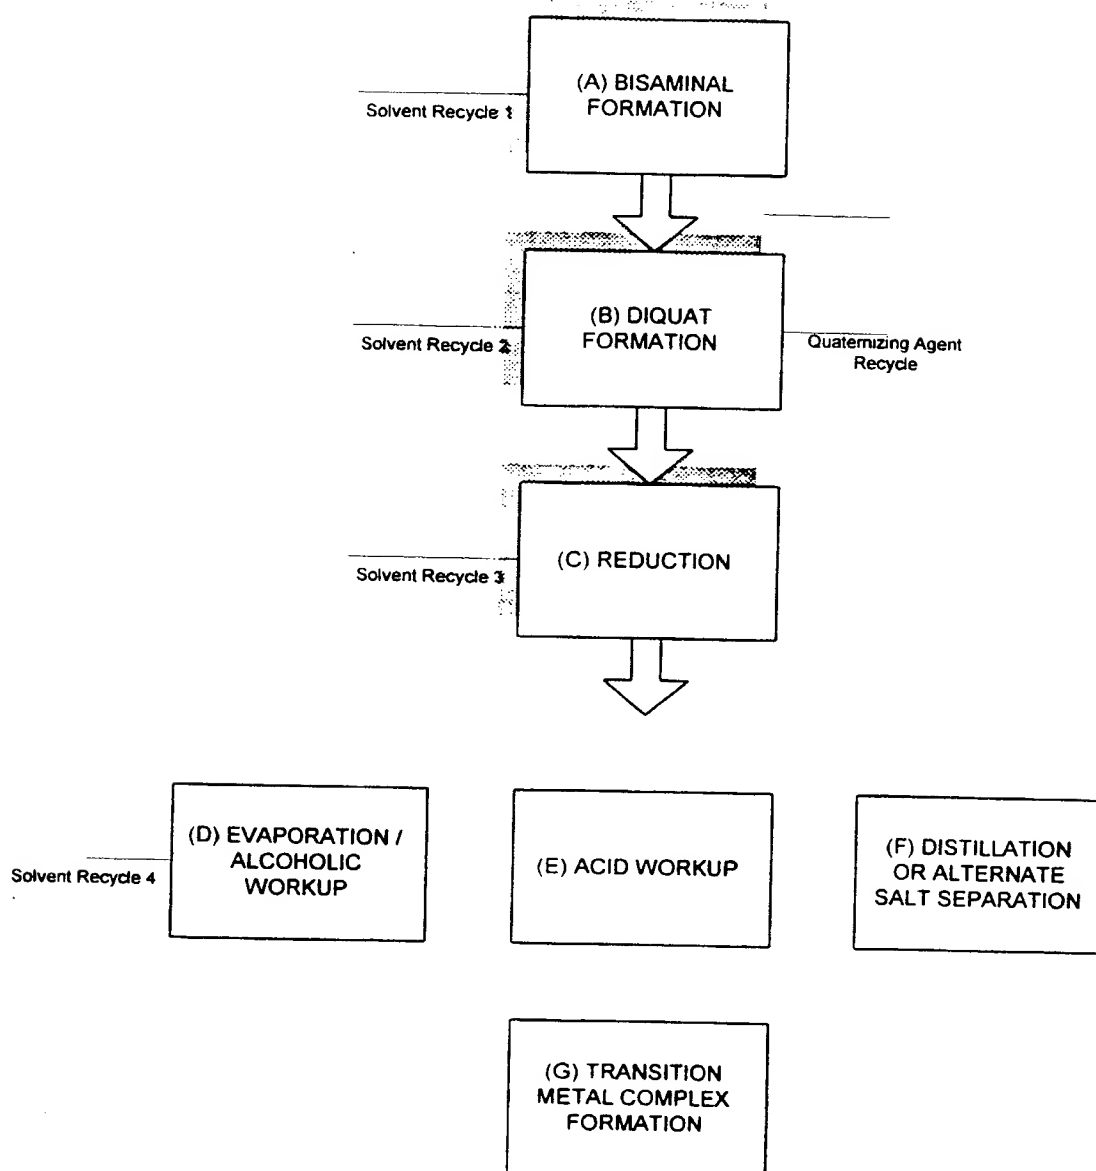 (A) BISAMINAL
FORMATION
Solvent Recycle 1
(B) DIQUAT
FORMATION
Solvent Recycle 2
Quaternizing Agent
Recycle
(C) REDUCTION
Solvent Recycle 3
(D) EVAPORATION /
ALCOHOLIC
WORKUP
Solvent Recycle 4
(E) ACID WORKUP
(F) DISTILLATION
OR ALTERNATE
SALT SEPARATION
(G) TRANSITION
METAL COMPLEX
FORMATION